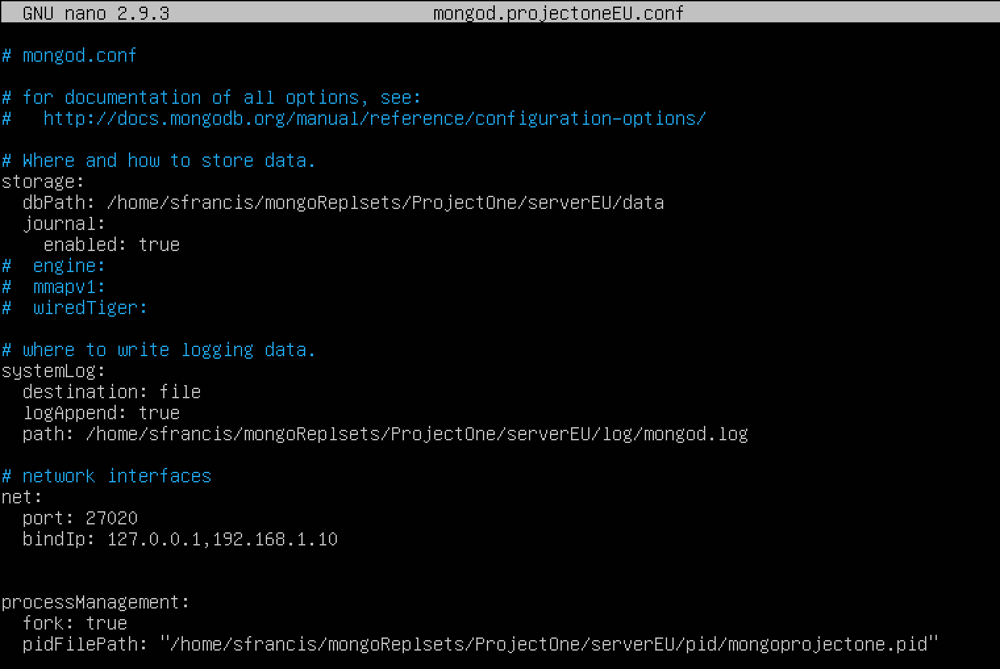 GNU nano 2.9.3 mongod.projectoneEU.conf
# mongod.conf
# for documentation of all options, see:
#   http://docs.mongodb.org/manual/reference/configuration-options/
# Where and how to store data.
storage:
  dbPath: /home/sfrancis/mongoReplsets/ProjectOne/serverEU/data
  journal:
    enabled: true
#  engine:
#  mmapv1:
#  wiredTiger:
# where to write logging data.
systemLog:
  destination: file
  logAppend: true
  path: /home/sfrancis/mongoReplsets/ProjectOne/serverEU/log/mongod.log
# network interfaces
net:
  port: 27020
  bindIp: 127.0.0.1,192.168.1.10
processManagement:
  fork: true
  pidFilePath: "/home/sfrancis/mongoReplsets/ProjectOne/serverEU/pid/mongoprojectone.pid"